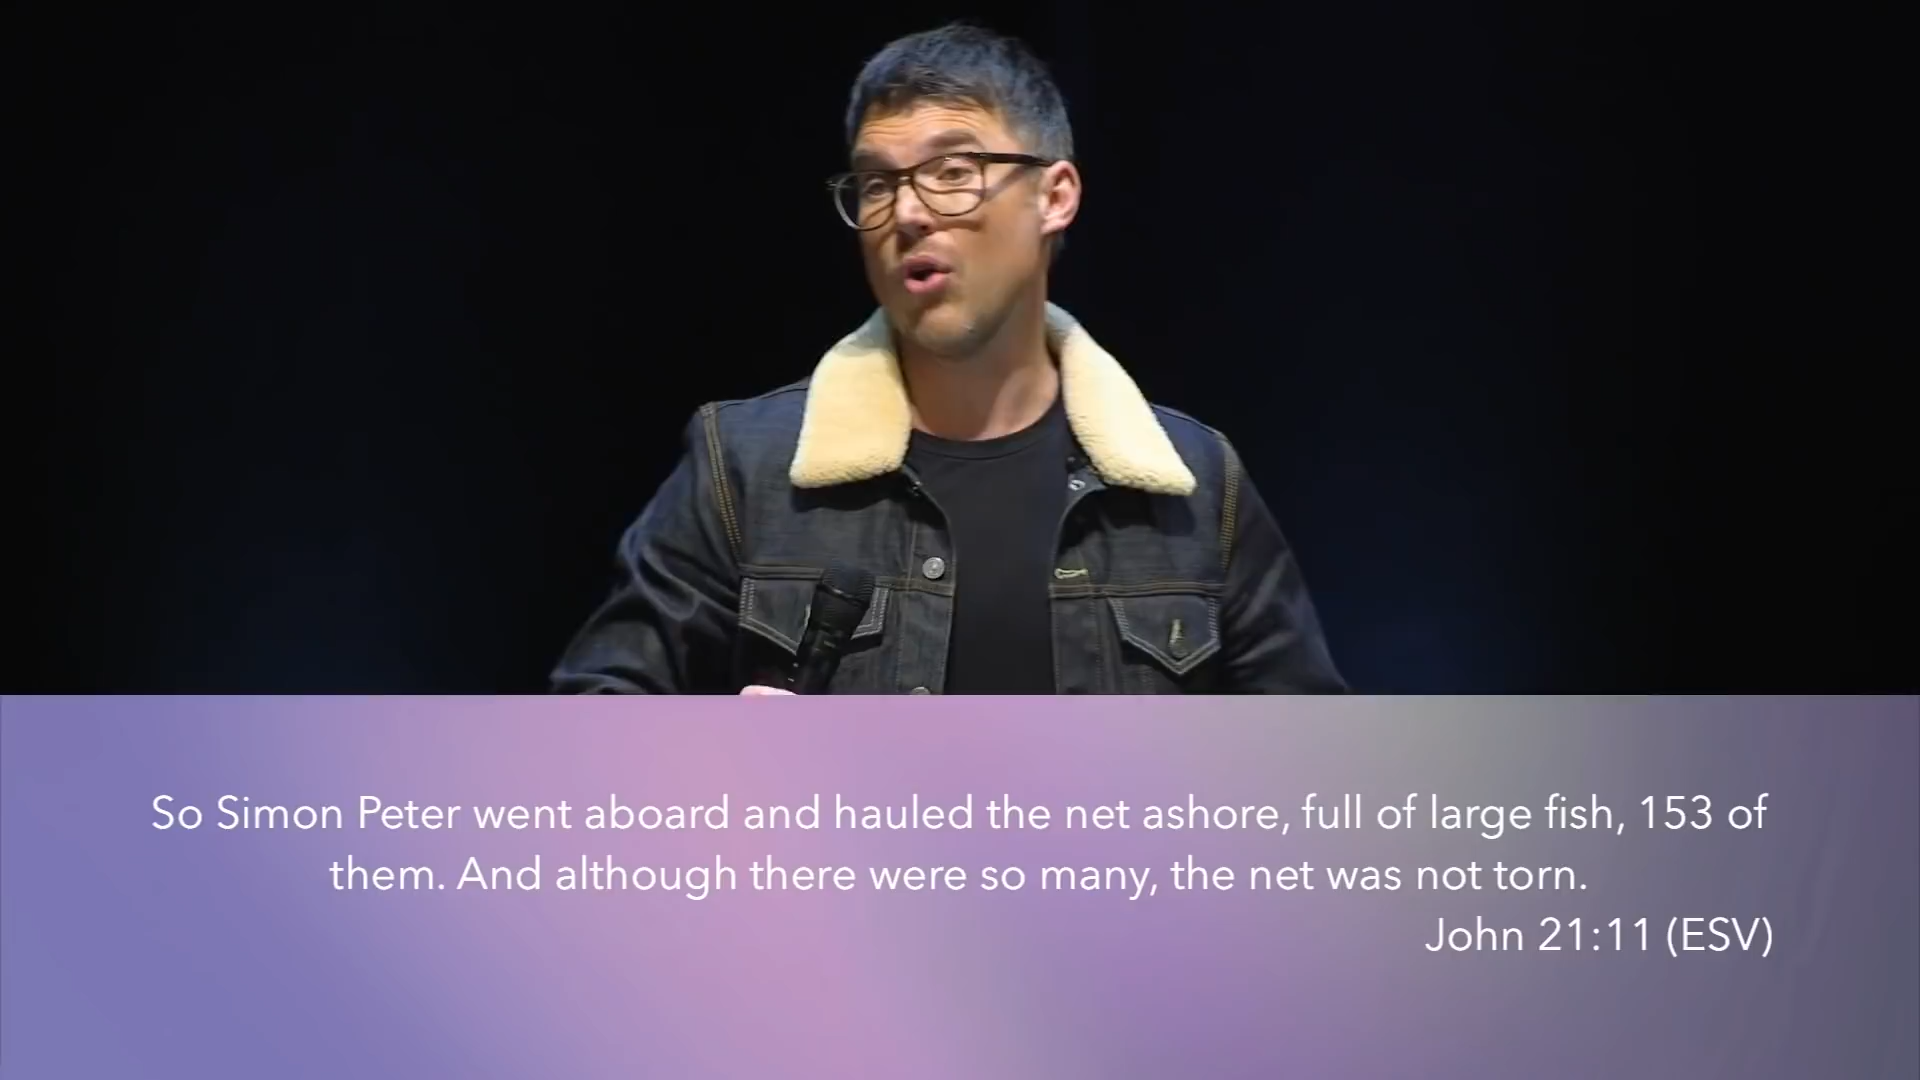 So Simon Peter went aboard and hauled the net ashore, full of large fish, 153 of
them. And although there were so many, the net was not torn.
John 21:11 (ESV)